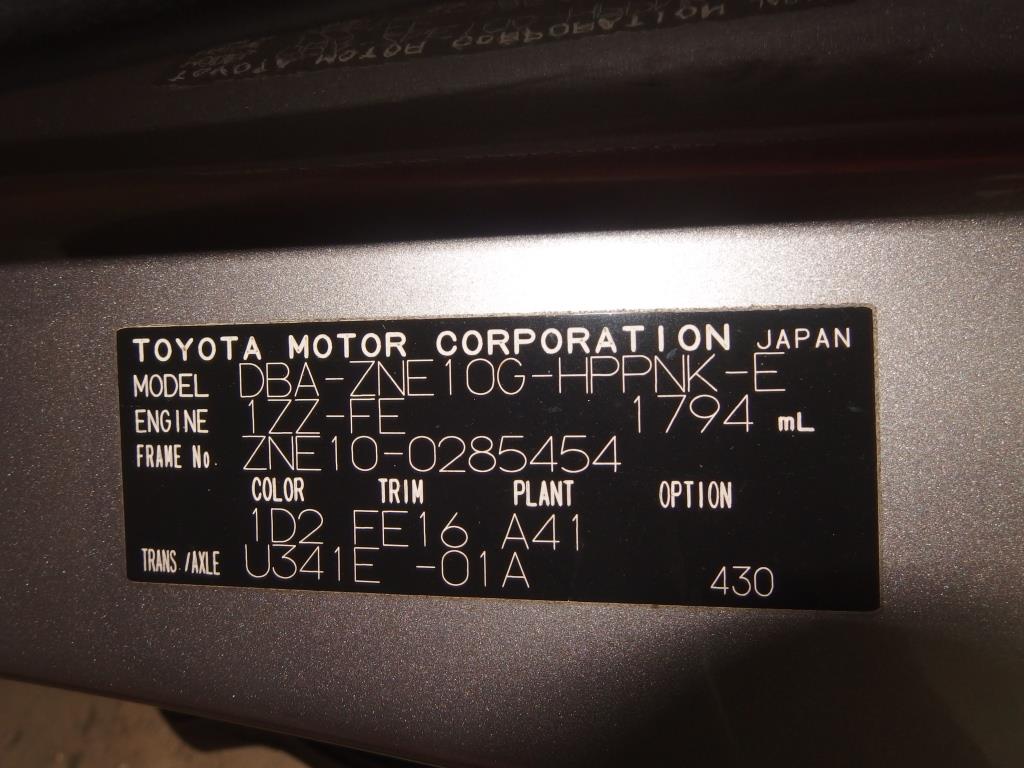 TOYOTA MOTOR CORPORATION JAPAN
MODEL DBA-ZNE10G-HPPNK-E
ENGINE 1ZZ-FE 1794 mL
FRAME No. ZNE10-0285454
COLOR TRIM PLANT OPTION
1D2 FE16 A41
TRANS./AXLE U341E -01A 430